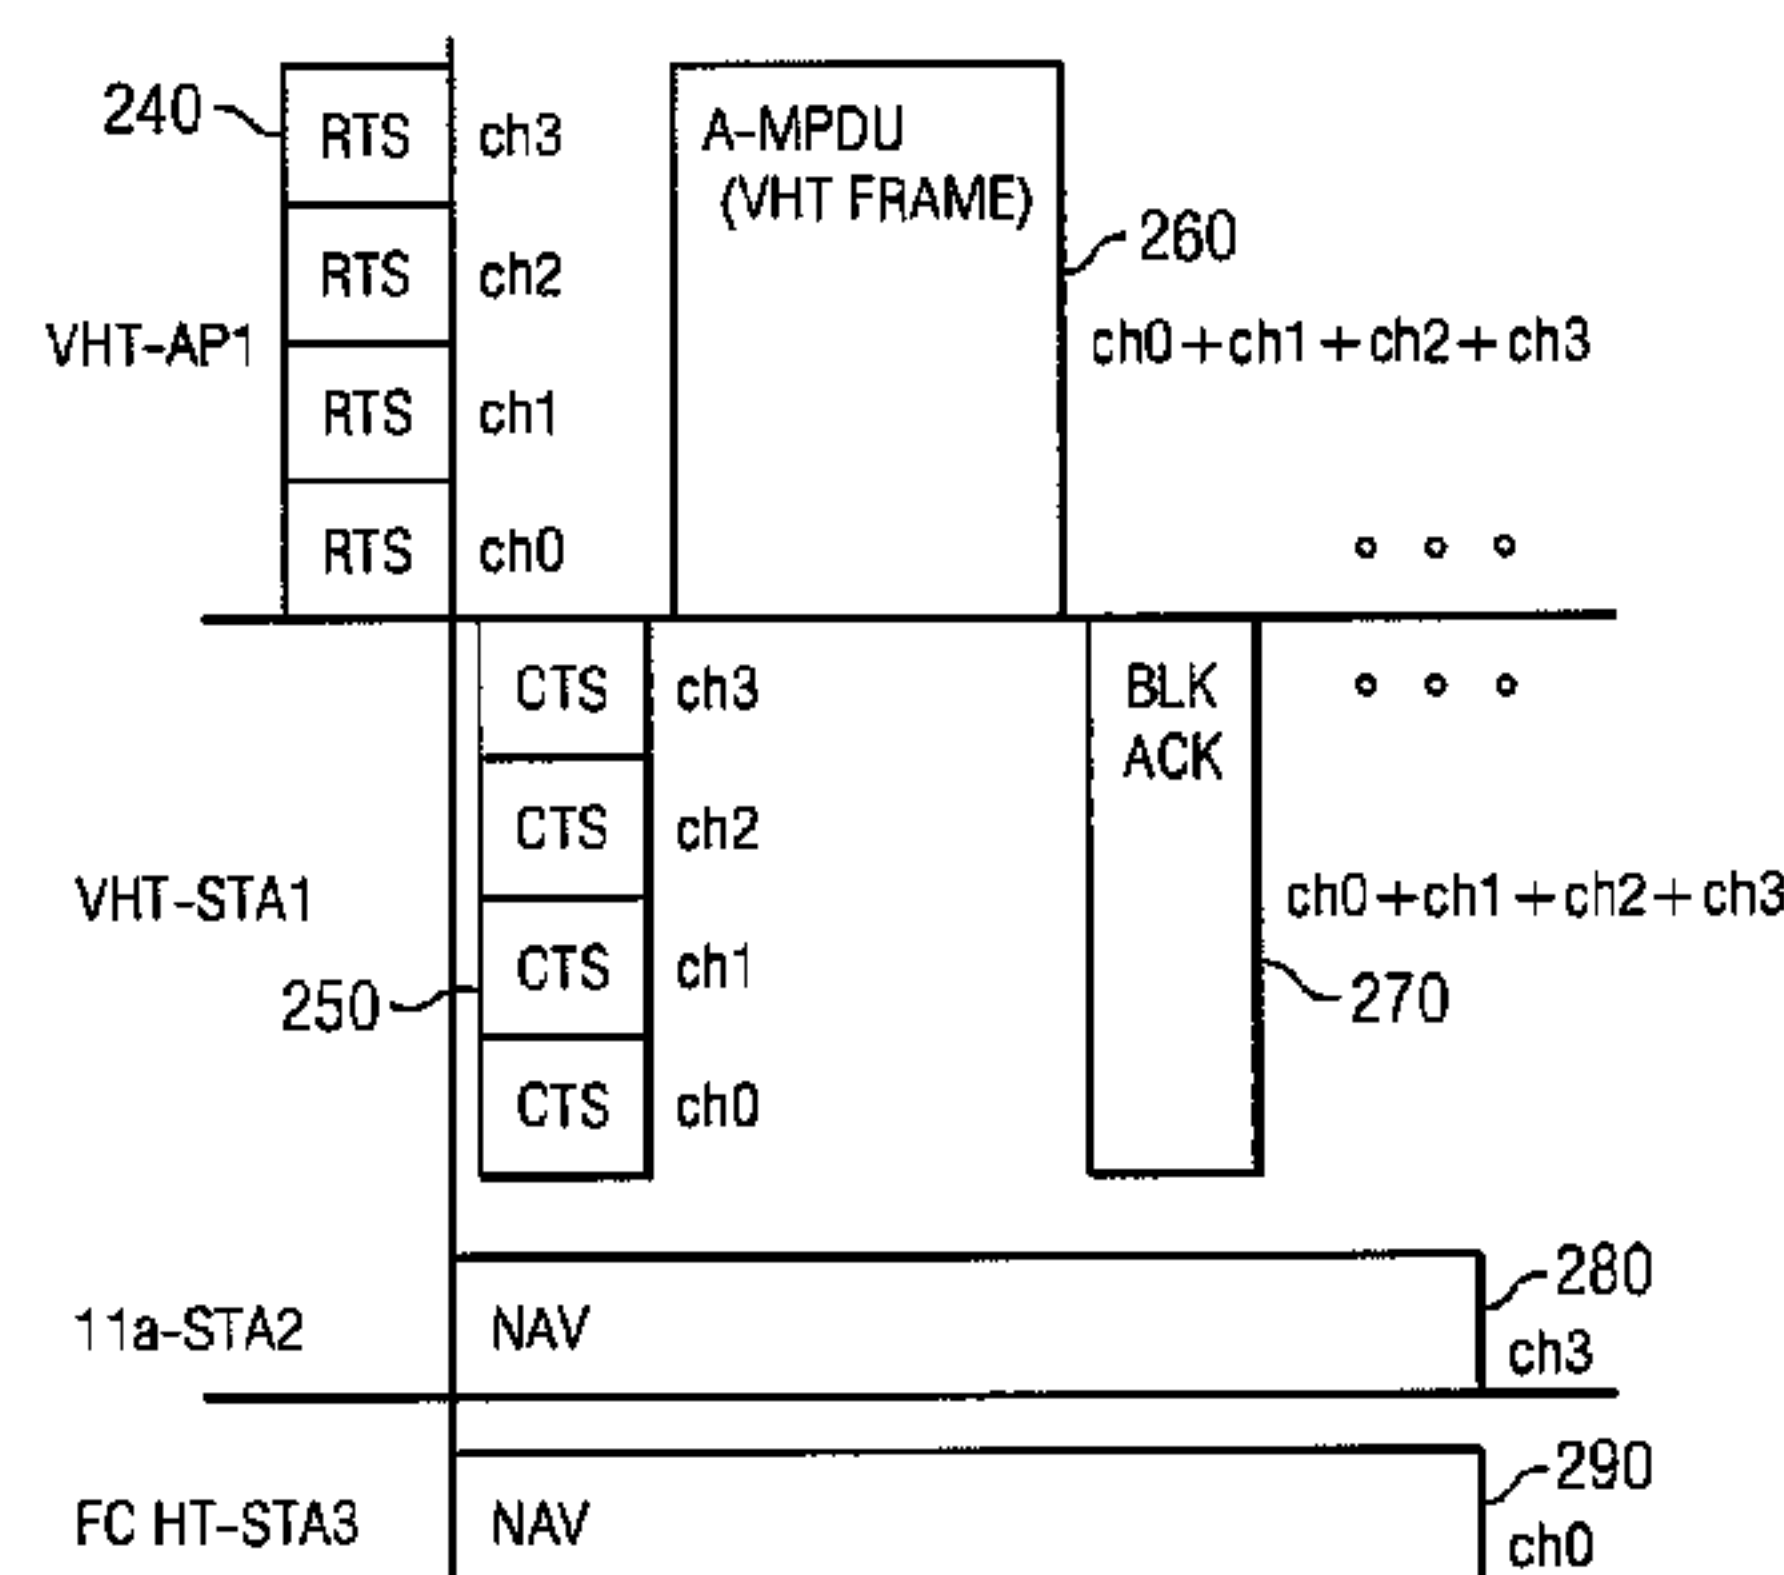 240
RTS ch3
A-MPDU
(VHT FRAME)
RTS ch2
260
VHT-AP1
ch0+ch1+ch2+ch3
RTS ch1
RTS ch0
CTS ch3
BLK
ACK
CTS ch2
VHT-STA1
ch0+ch1+ch2+ch3
CTS ch1
250
270
CTS ch0
280
11a-STA2 NAV
ch3
290
FC HT-STA3 NAV
ch0